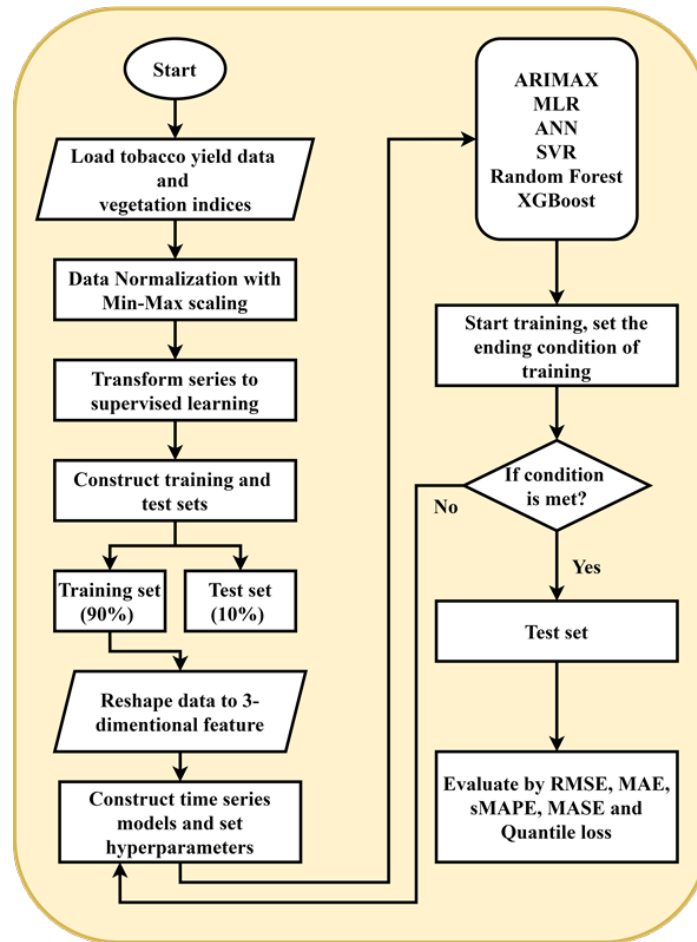 Start
Load tobacco yield data
and
vegetation indices
Data Normalization with
Min-Max scaling
Transform series to
supervised learning
Construct training and
test sets
Training set
(90%)
Test set
(10%)
Reshape data to 3-
dimentional feature
Construct time series
models and set
hyperparameters
ARIMAX
MLR
ANN
SVR
Random Forest
XGBoost
Start training, set the
ending condition of
training
If condition
is met?
No
Yes
Test set
Evaluate by RMSE, MAE,
sMAPE, MASE and
Quantile loss